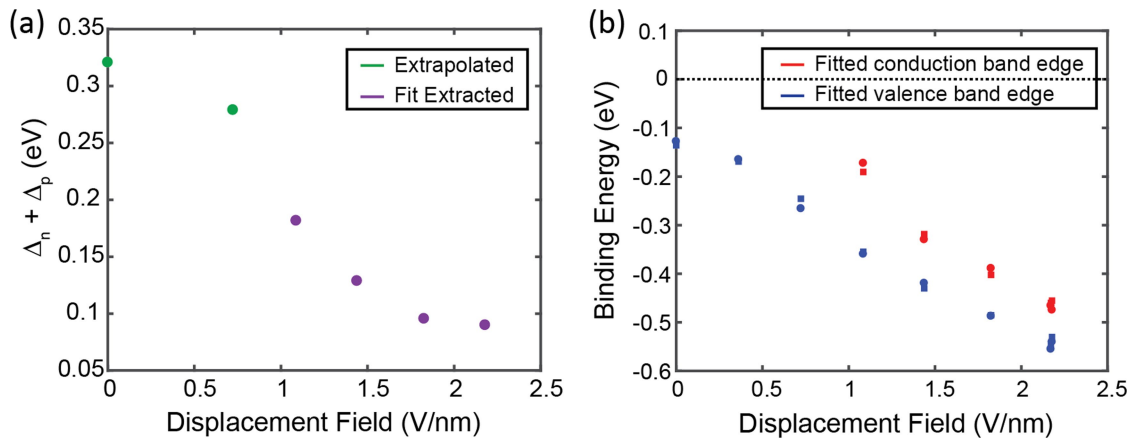 (a)
0.35
0.3
0.25
0.2
0.15
0.1
0.05
Δn + Δp (eV)
Extrapolated
Fit Extracted
0 0.5 1 1.5 2 2.5
Displacement Field (V/nm)
(b)
0.1
0
-0.1
-0.2
-0.3
-0.4
-0.5
-0.6
Binding Energy (eV)
Fitted conduction band edge
Fitted valence band edge
0 0.5 1 1.5 2 2.5
Displacement Field (V/nm)